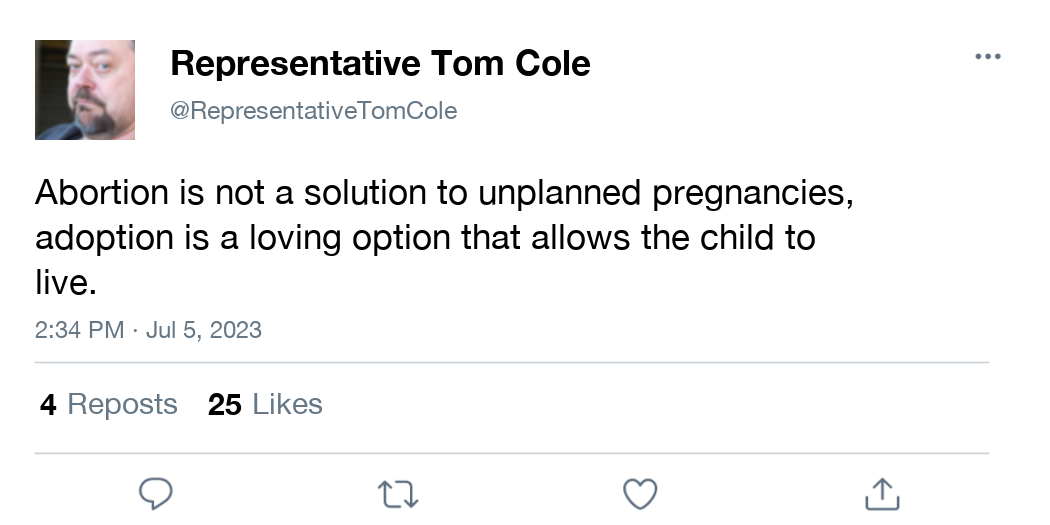 Representative Tom Cole
@RepresentativeTomCole
Abortion is not a solution to unplanned pregnancies,
adoption is a loving option that allows the child to
live.
2:34 PM · Jul 5, 2023
4 Reposts 25 Likes